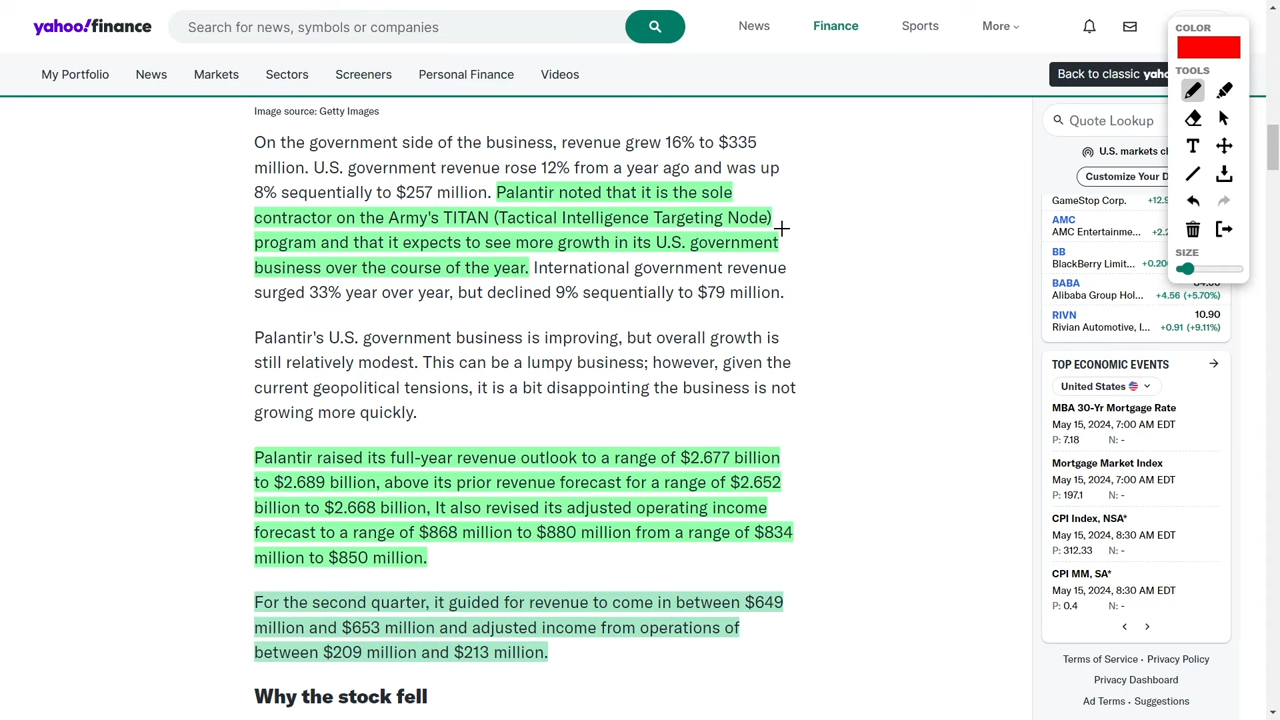 yahoo!finance
Search for news, symbols or companies
News
Finance
Sports
More
My Portfolio
News
Markets
Sectors
Screeners
Personal Finance
Videos
Back to classic
Image source: Getty Images
On the government side of the business, revenue grew 16% to $335
million. U.S. government revenue rose 12% from a year ago and was up
8% sequentially to $257 million. Palantir noted that it is the sole
contractor on the Army's TITAN (Tactical Intelligence Targeting Node)
program and that it expects to see more growth in its U.S. government
business over the course of the year. International government revenue
surged 33% year over year, but declined 9% sequentially to $79 million.
Palantir's U.S. government business is improving, but overall growth is
still relatively modest. This can be a lumpy business; however, given the
current geopolitical tensions, it is a bit disappointing the business is not
growing more quickly.
Palantir raised its full-year revenue outlook to a range of $2.677 billion
to $2.689 billion, above its prior revenue forecast for a range of $2.652
billion to $2.668 billion, It also revised its adjusted operating income
forecast to a range of $868 million to $880 million from a range of $834
million to $850 million.
For the second quarter, it guided for revenue to come in between $649
million and $653 million and adjusted income from operations of
between $209 million and $213 million.
Why the stock fell
COLOR
TOOLS
T
SIZE
Quote Lookup
U.S. markets
Customize Your
GameStop Corp. +12.9
AMC
AMC Entertainme... +2.2
BB
BlackBerry Limit... +0.20
BABA
Alibaba Group Hol... +4.56 (+5.70%)
RIVN 10.90
Rivian Automotive, I... +0.91 (+9.11%)
TOP ECONOMIC EVENTS
United States
MBA 30-Yr Mortgage Rate
May 15, 2024, 7:00 AM EDT
P: 7.18 N: -
Mortgage Market Index
May 15, 2024, 7:00 AM EDT
P: 197.1 N: -
CPI Index, NSA*
May 15, 2024, 8:30 AM EDT
P: 312.33 N: -
CPI MM, SA*
May 15, 2024, 8:30 AM EDT
P: 0.4 N: -
Terms of Service • Privacy Policy
Privacy Dashboard
Ad Terms • Suggestions